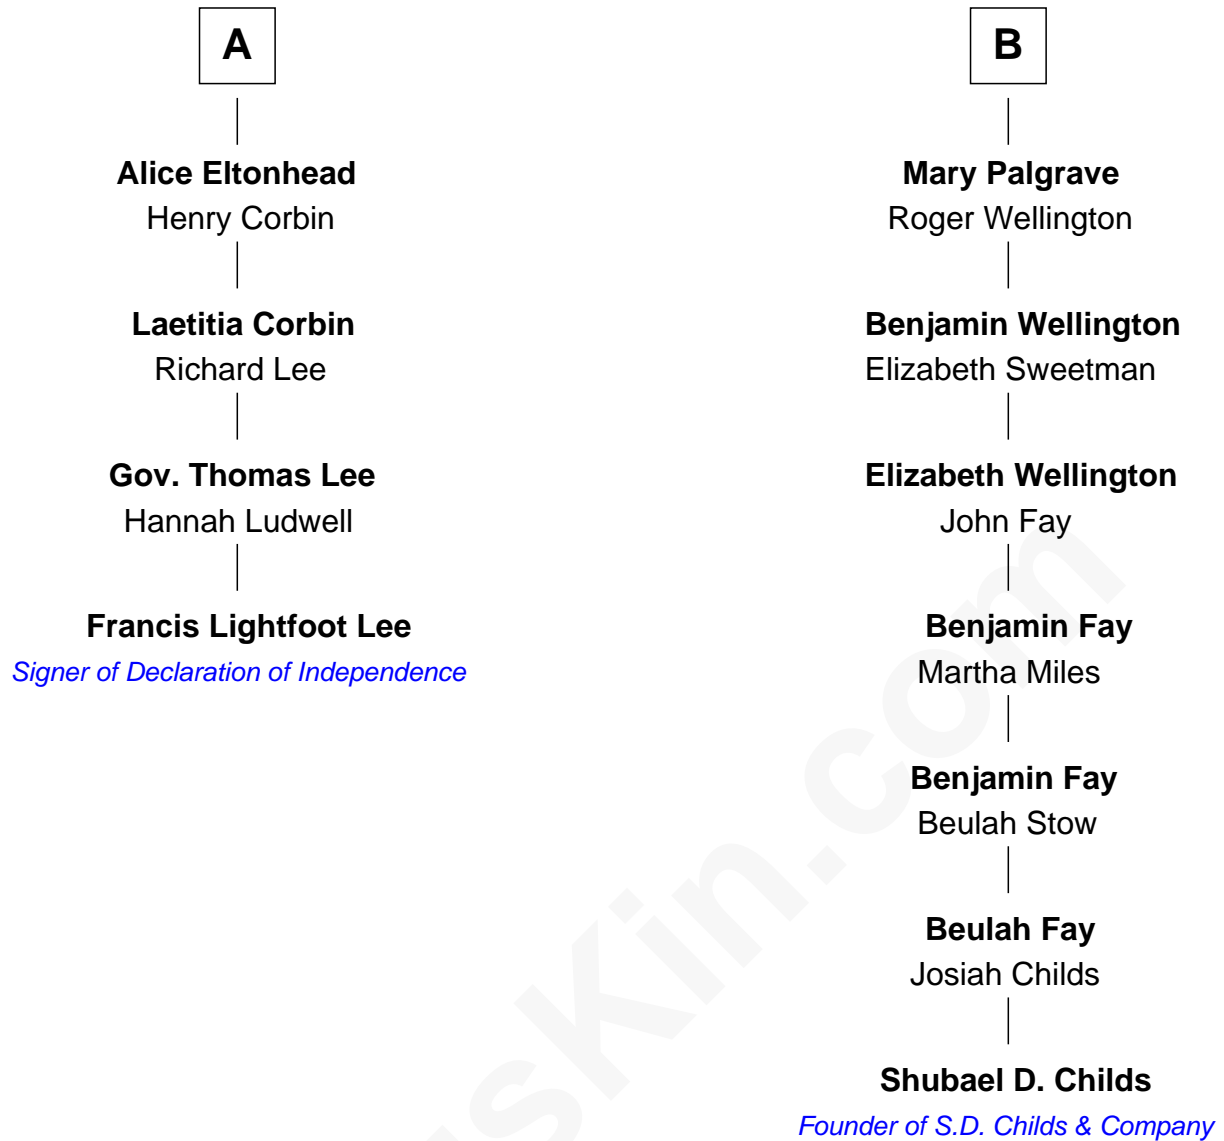 A
Alice Eltonhead
Henry Corbin
Laetitia Corbin
Richard Lee
Gov. Thomas Lee
Hannah Ludwell
Francis Lightfoot Lee
Signer of Declaration of Independence
B
Mary Palgrave
Roger Wellington
Benjamin Wellington
Elizabeth Sweetman
Elizabeth Wellington
John Fay
Benjamin Fay
Martha Miles
Benjamin Fay
Beulah Stow
Beulah Fay
Josiah Childs
Shubael D. Childs
Founder of S.D. Childs & Company
sKin.com